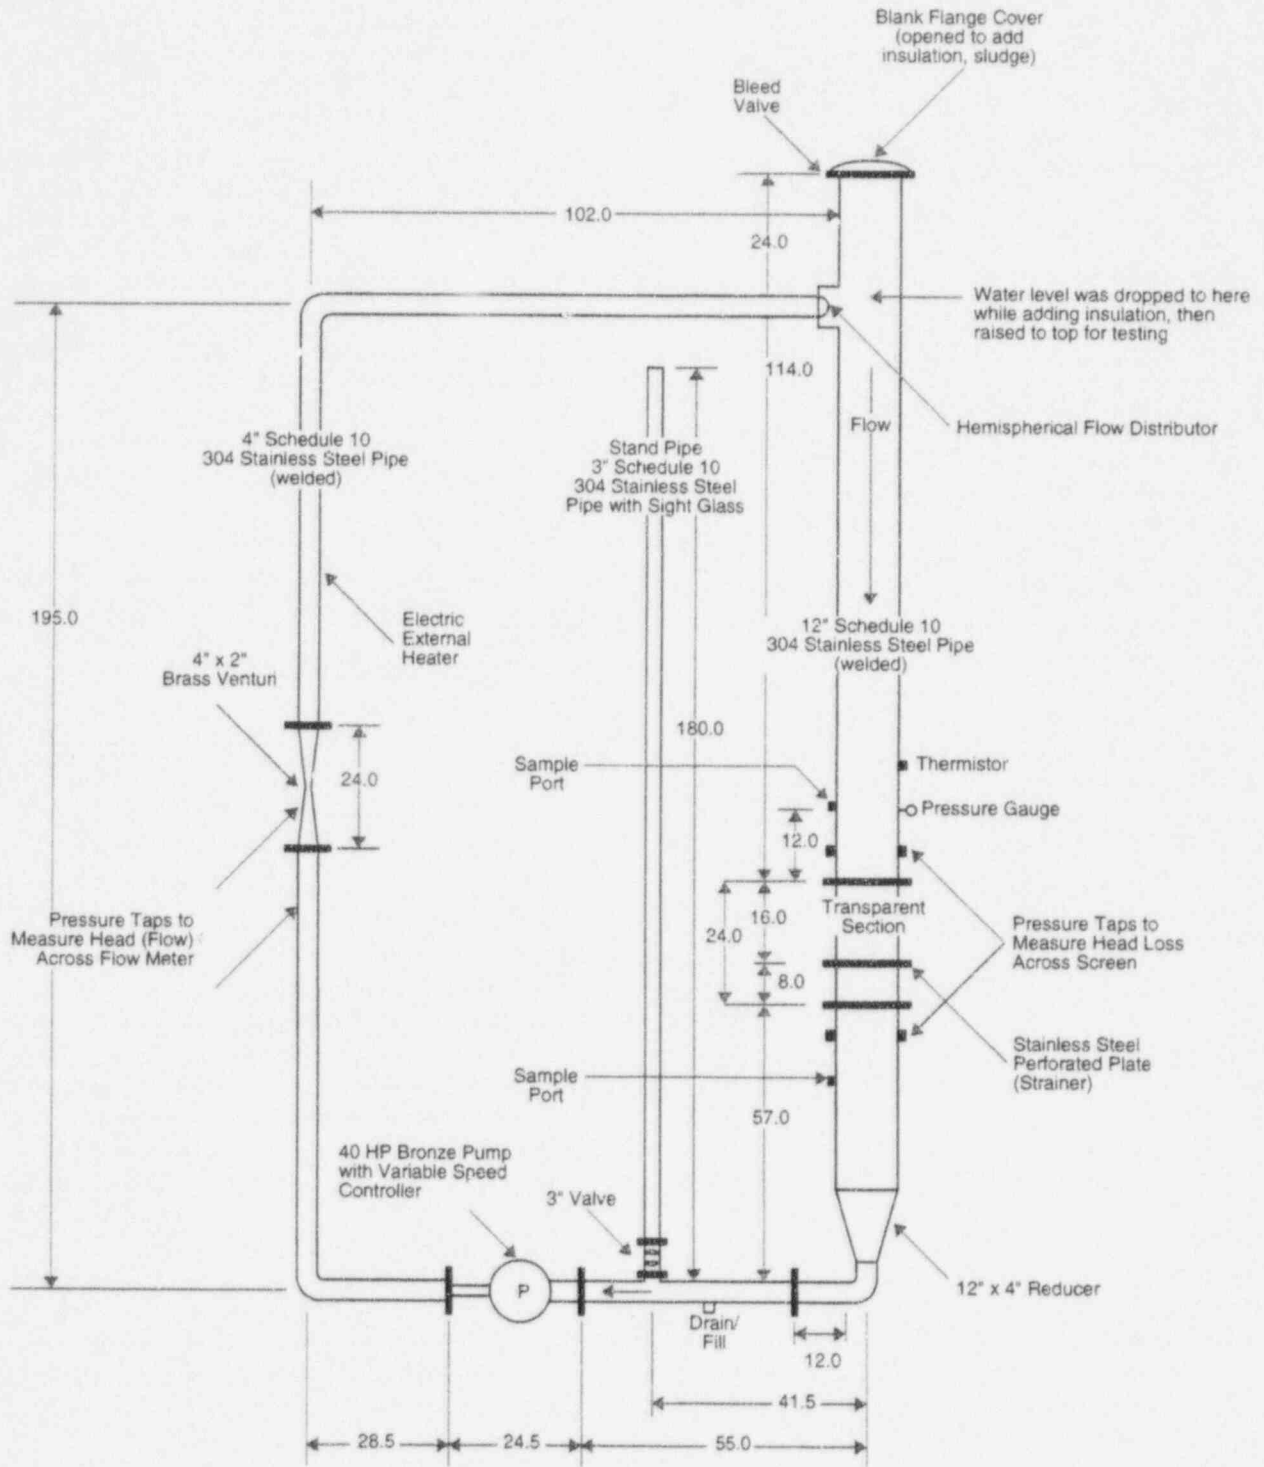 Blank Flange Cover
(opened to add
insulation, sludge)
Bleed
Valve
102.0
24.0
Water level was dropped to here
while adding insulation, then
raised to top for testing
114.0
Flow
Hemispherical Flow Distributor
4" Schedule 10
304 Stainless Steel Pipe
(welded)
Stand Pipe
3" Schedule 10
304 Stainless Steel
Pipe with Sight Glass
195.0
Electric
External
Heater
12" Schedule 10
304 Stainless Steel Pipe
(welded)
4" x 2"
Brass Venturi
180.0
24.0
Sample
Port
Thermistor
Pressure Gauge
12.0
Transparent
Section
16.0
24.0
8.0
Pressure Taps to
Measure Head (Flow)
Across Flow Meter
Pressure Taps to
Measure Head Loss
Across Screen
Stainless Steel
Perforated Plate
(Strainer)
Sample
Port
57.0
40 HP Bronze Pump
with Variable Speed
Controller
3" Valve
P
12" x 4" Reducer
Drain/
Fill
12.0
41.5
28.5
24.5
55.0